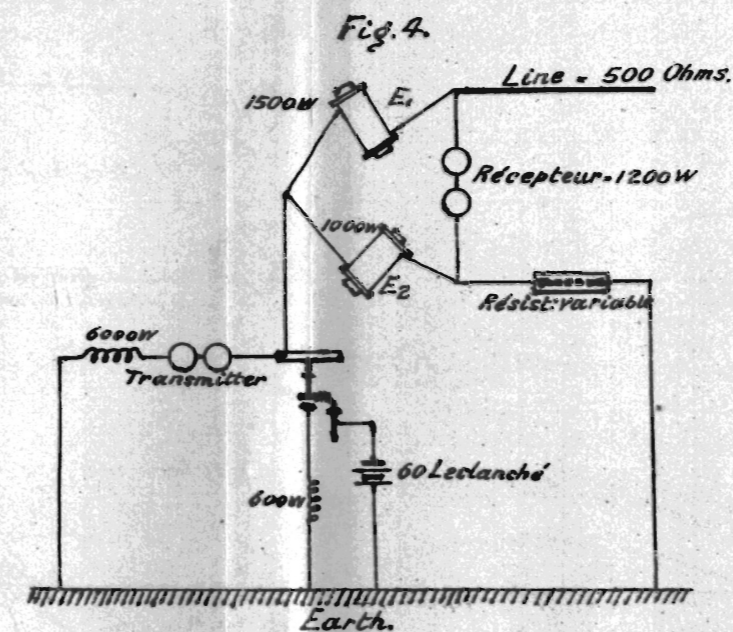 Fig. 4.
Line = 500 Ohms.
1500W
E1
Récepteur=1200W
1000W
E2
Résist:variable
6000W
Transmitter
60 Leclanché
600W
Earth.